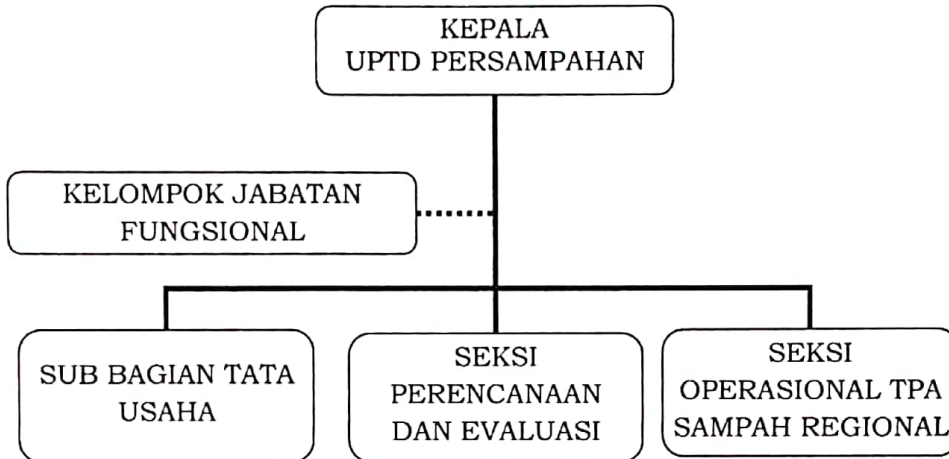 KEPALA
UPTD PERSAMPAHAN
KELOMPOK JABATAN
FUNGSIONAL
SUB BAGIAN TATA
USAHA
SEKSI
PERENCANAAN
DAN EVALUASI
SEKSI
OPERASIONAL TPA
SAMPAH REGIONAL